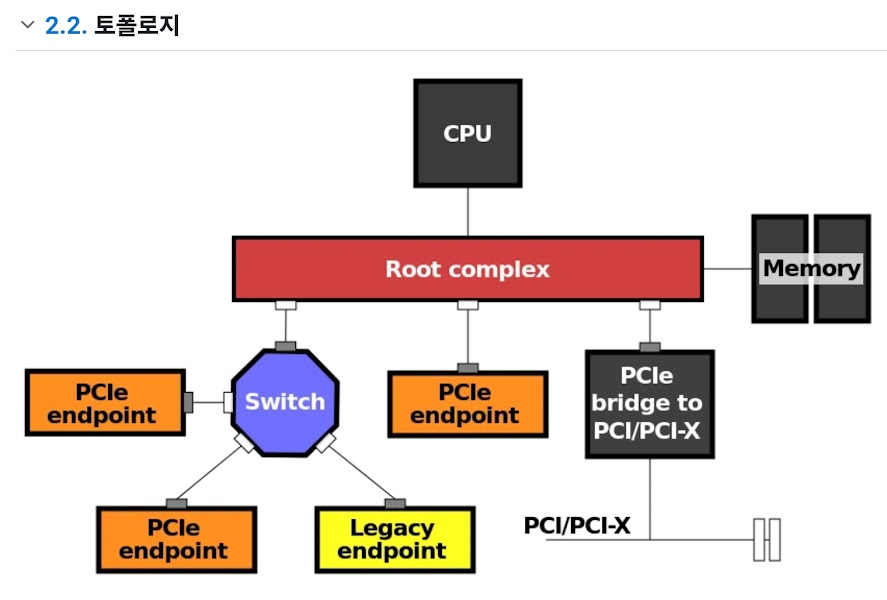 2.2. 토폴로지
CPU
Root complex
Memory
PCIe
endpoint
Switch
PCIe
endpoint
PCIe
bridge to
PCI/PCI-X
PCIe
endpoint
Legacy
endpoint
PCI/PCI-X